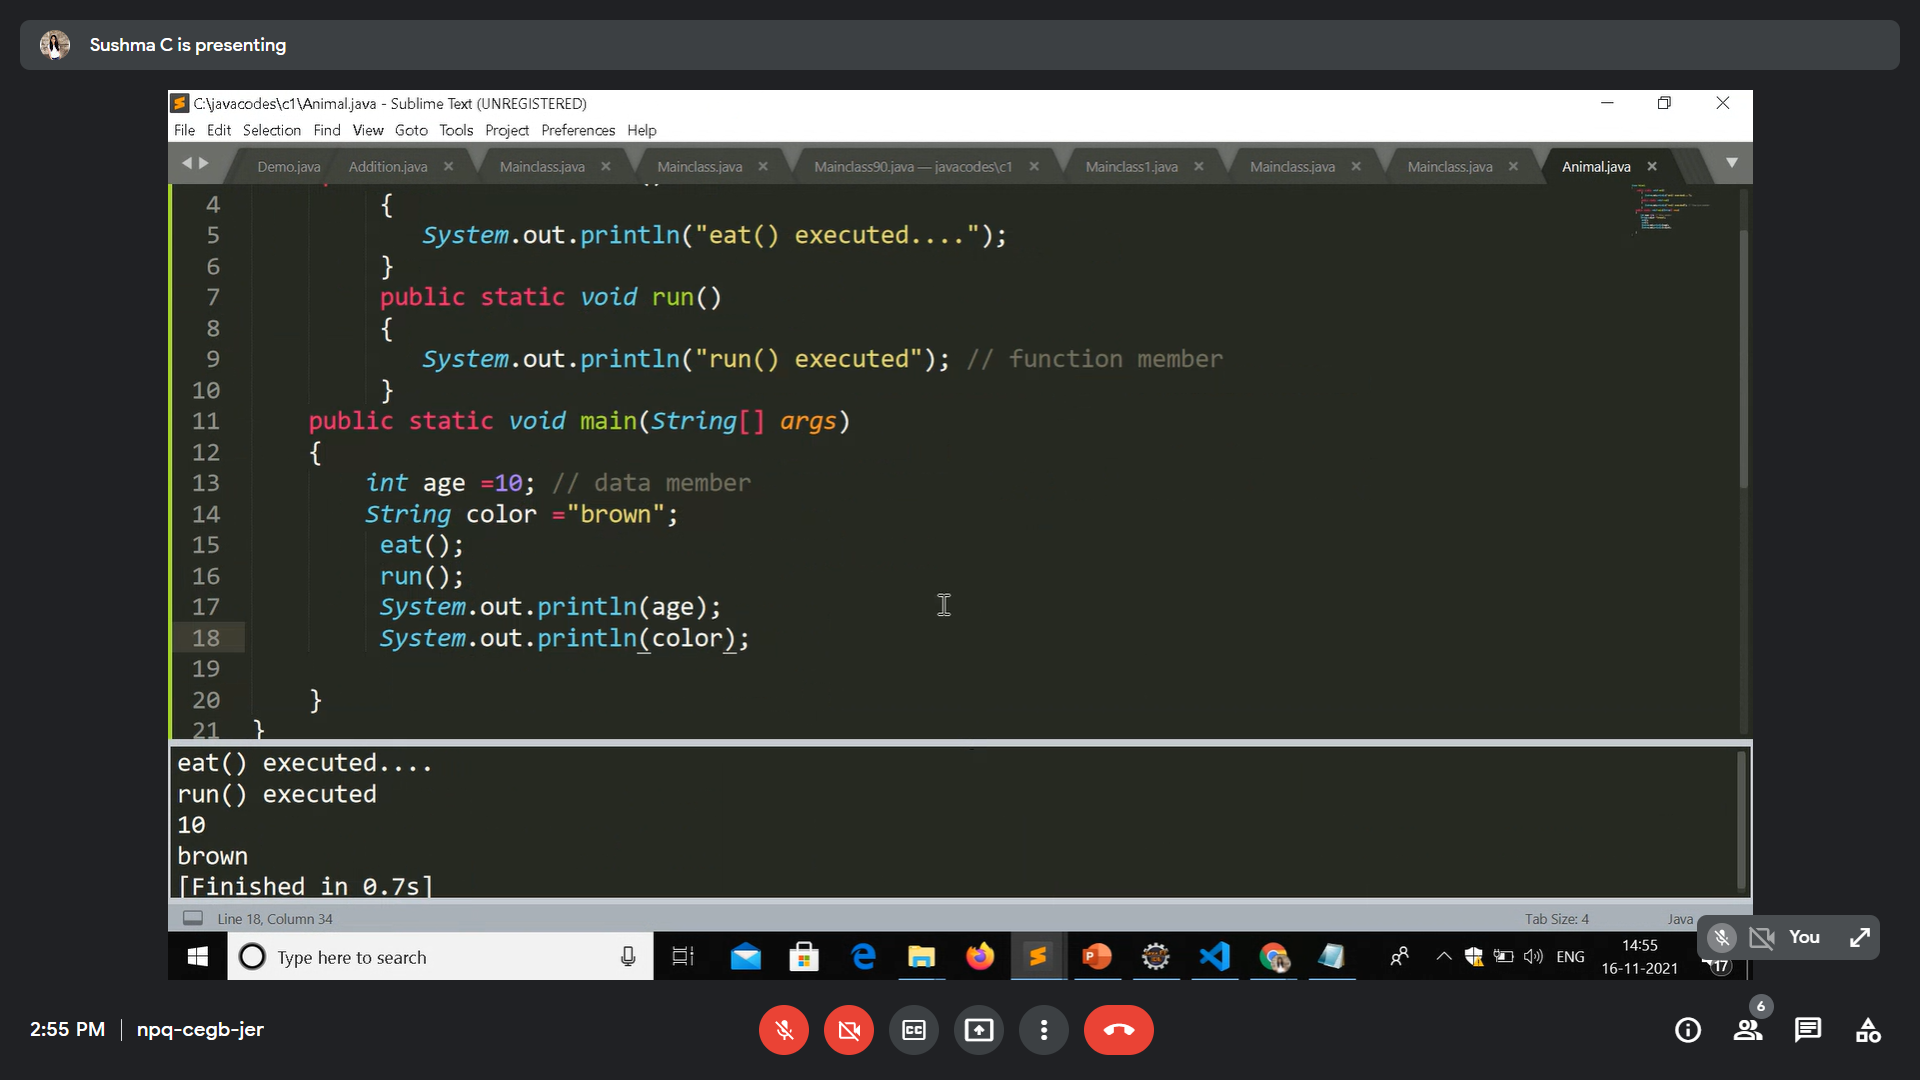 Sushma C is presenting
C:\javacodes\c1\Animal.java - Sublime Text (UNREGISTERED)
File Edit Selection Find View Goto Tools Project Preferences Help
Demo.java Addition.java Mainclass.java Mainclass.java Mainclass90.java — javacodes\c1 Mainclass1.java Mainclass.java Mainclass.java Animal.java
4 {
5 System.out.println("eat() executed....");
6 }
7 public static void run()
8 {
9 System.out.println("run() executed"); // function member
10 }
11 public static void main(String[] args)
12 {
13 int age =10; // data member
14 String color ="brown";
15 eat();
16 run();
17 System.out.println(age);
18 System.out.println(color);
19
20 }
21 }
eat() executed....
run() executed
10
brown
[Finished in 0.7s]
Line 18, Column 34 Tab Size: 4 Java
You
Type here to search ENG 14:55
16-11-2021 17
2:55 PM npq-cegb-jer CC 6